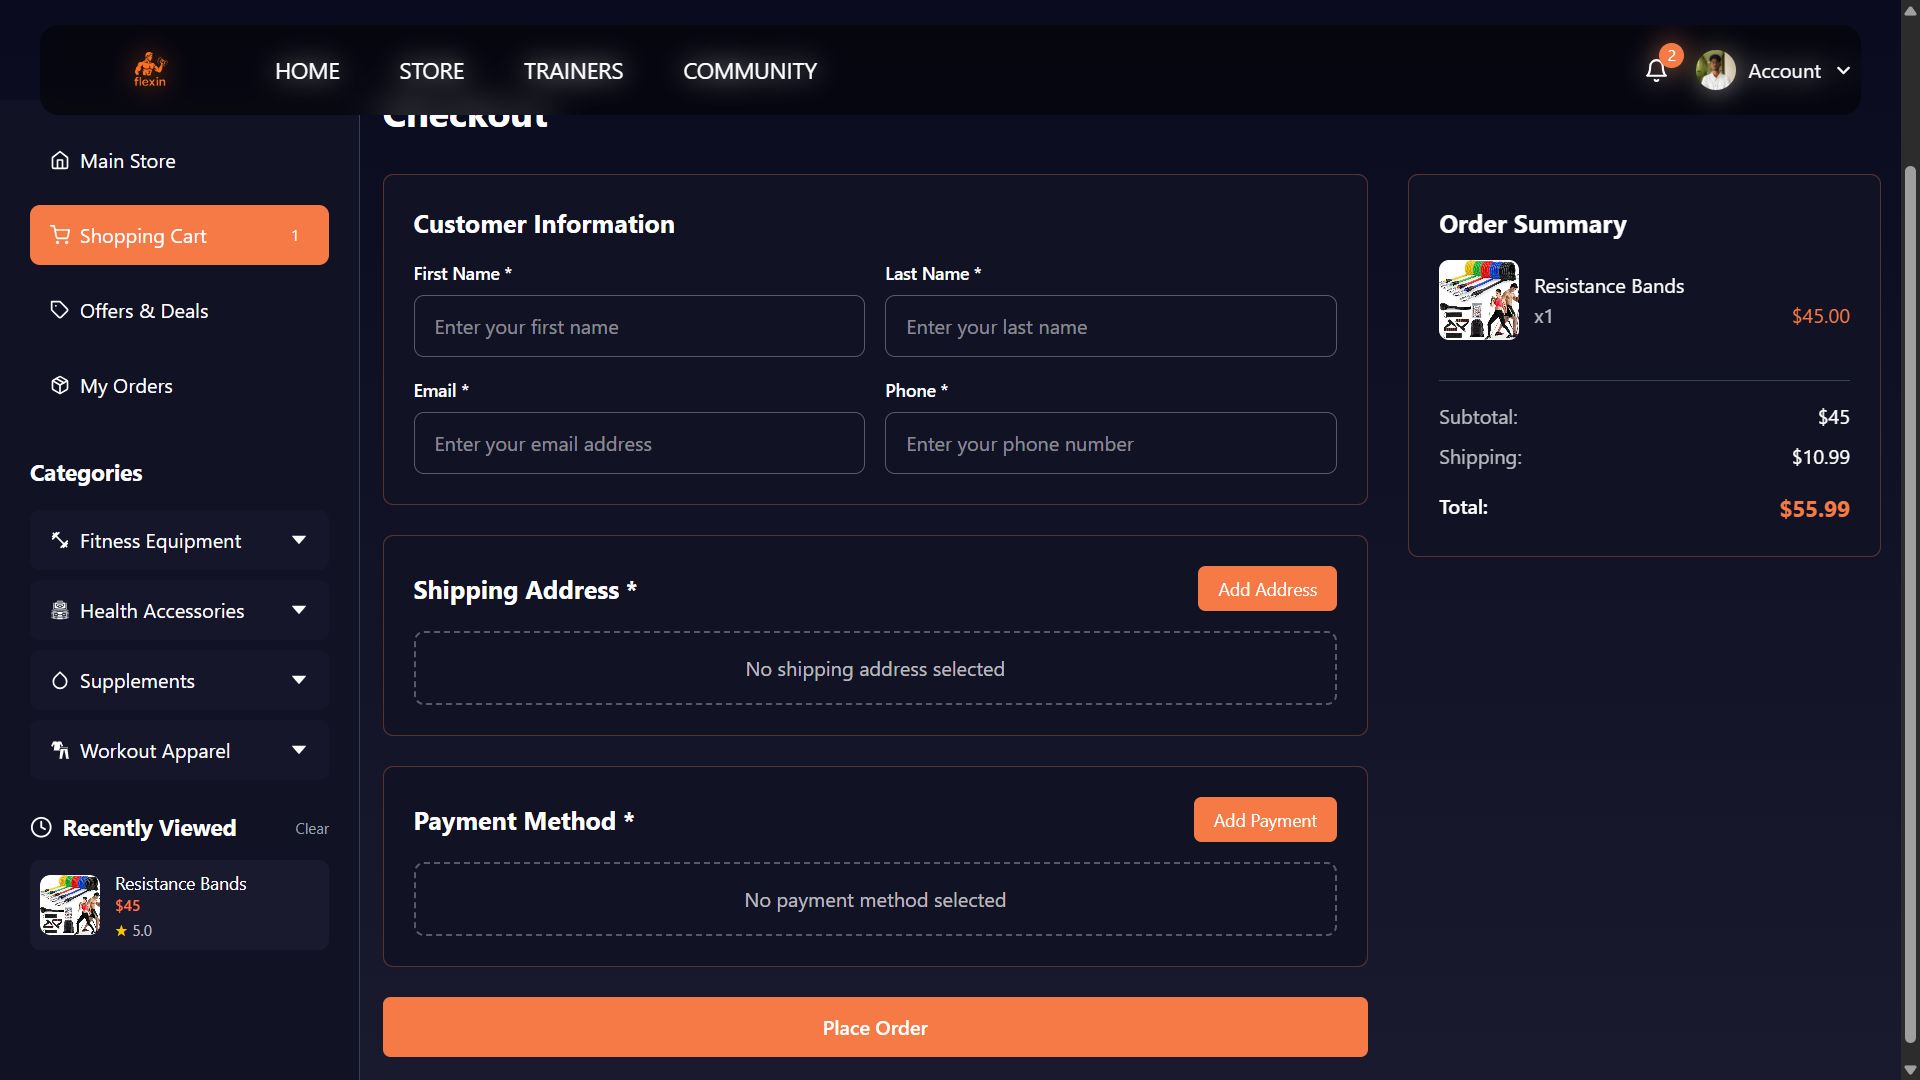 flexin
HOME
STORE
TRAINERS
COMMUNITY
2
Account
Main Store
Shopping Cart
1
Offers & Deals
My Orders
Categories
Fitness Equipment
Health Accessories
Supplements
Workout Apparel
Recently Viewed
Clear
Resistance Bands
$45
★ 5.0
Checkout
Customer Information
First Name *
Last Name *
Enter your first name
Enter your last name
Email *
Phone *
Enter your email address
Enter your phone number
Shipping Address *
Add Address
No shipping address selected
Payment Method *
Add Payment
No payment method selected
Place Order
Order Summary
Resistance Bands
x1
$45.00
Subtotal:
$45
Shipping:
$10.99
Total:
$55.99